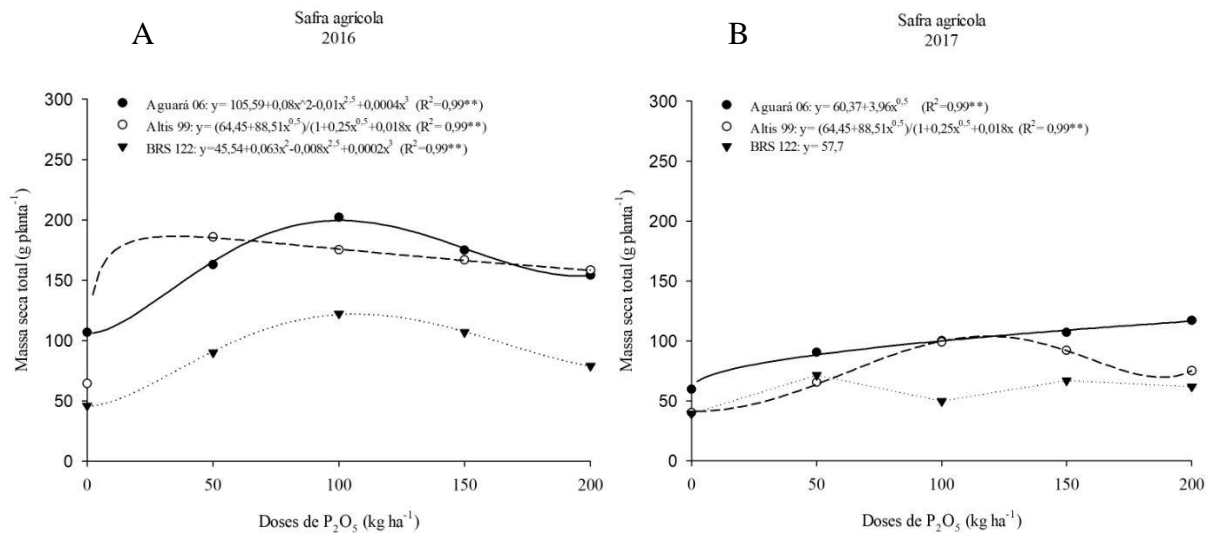 A
Safra agrícola
2016
Aguará 06: y= 105,59+0,08x^2-0,01x^2,5+0,0004x^3 (R^2=0,99**)
Altis 99: y= (64,45+88,51x^0,5)/(1+0,25x^0,5+0,018x (R^2= 0,99**)
BRS 122: y=45,54+0,063x^2-0,008x^2,5+0,0002x^3 (R^2=0,99**)
Massa seca total (g planta^-1)
300
250
200
150
100
50
0
0 50 100 150 200
Doses de P2O5 (kg ha^-1)
B
Safra agrícola
2017
Aguará 06: y= 60,37+3,96x^0,5 (R^2=0,99**)
Altis 99: y= (64,45+88,51x^0,5)/(1+0,25x^0,5+0,018x (R^2= 0,99**)
BRS 122: y= 57,7
Massa seca total (g planta^-1)
300
250
200
150
100
50
0
0 50 100 150 200
Doses de P2O5 (kg ha^-1)